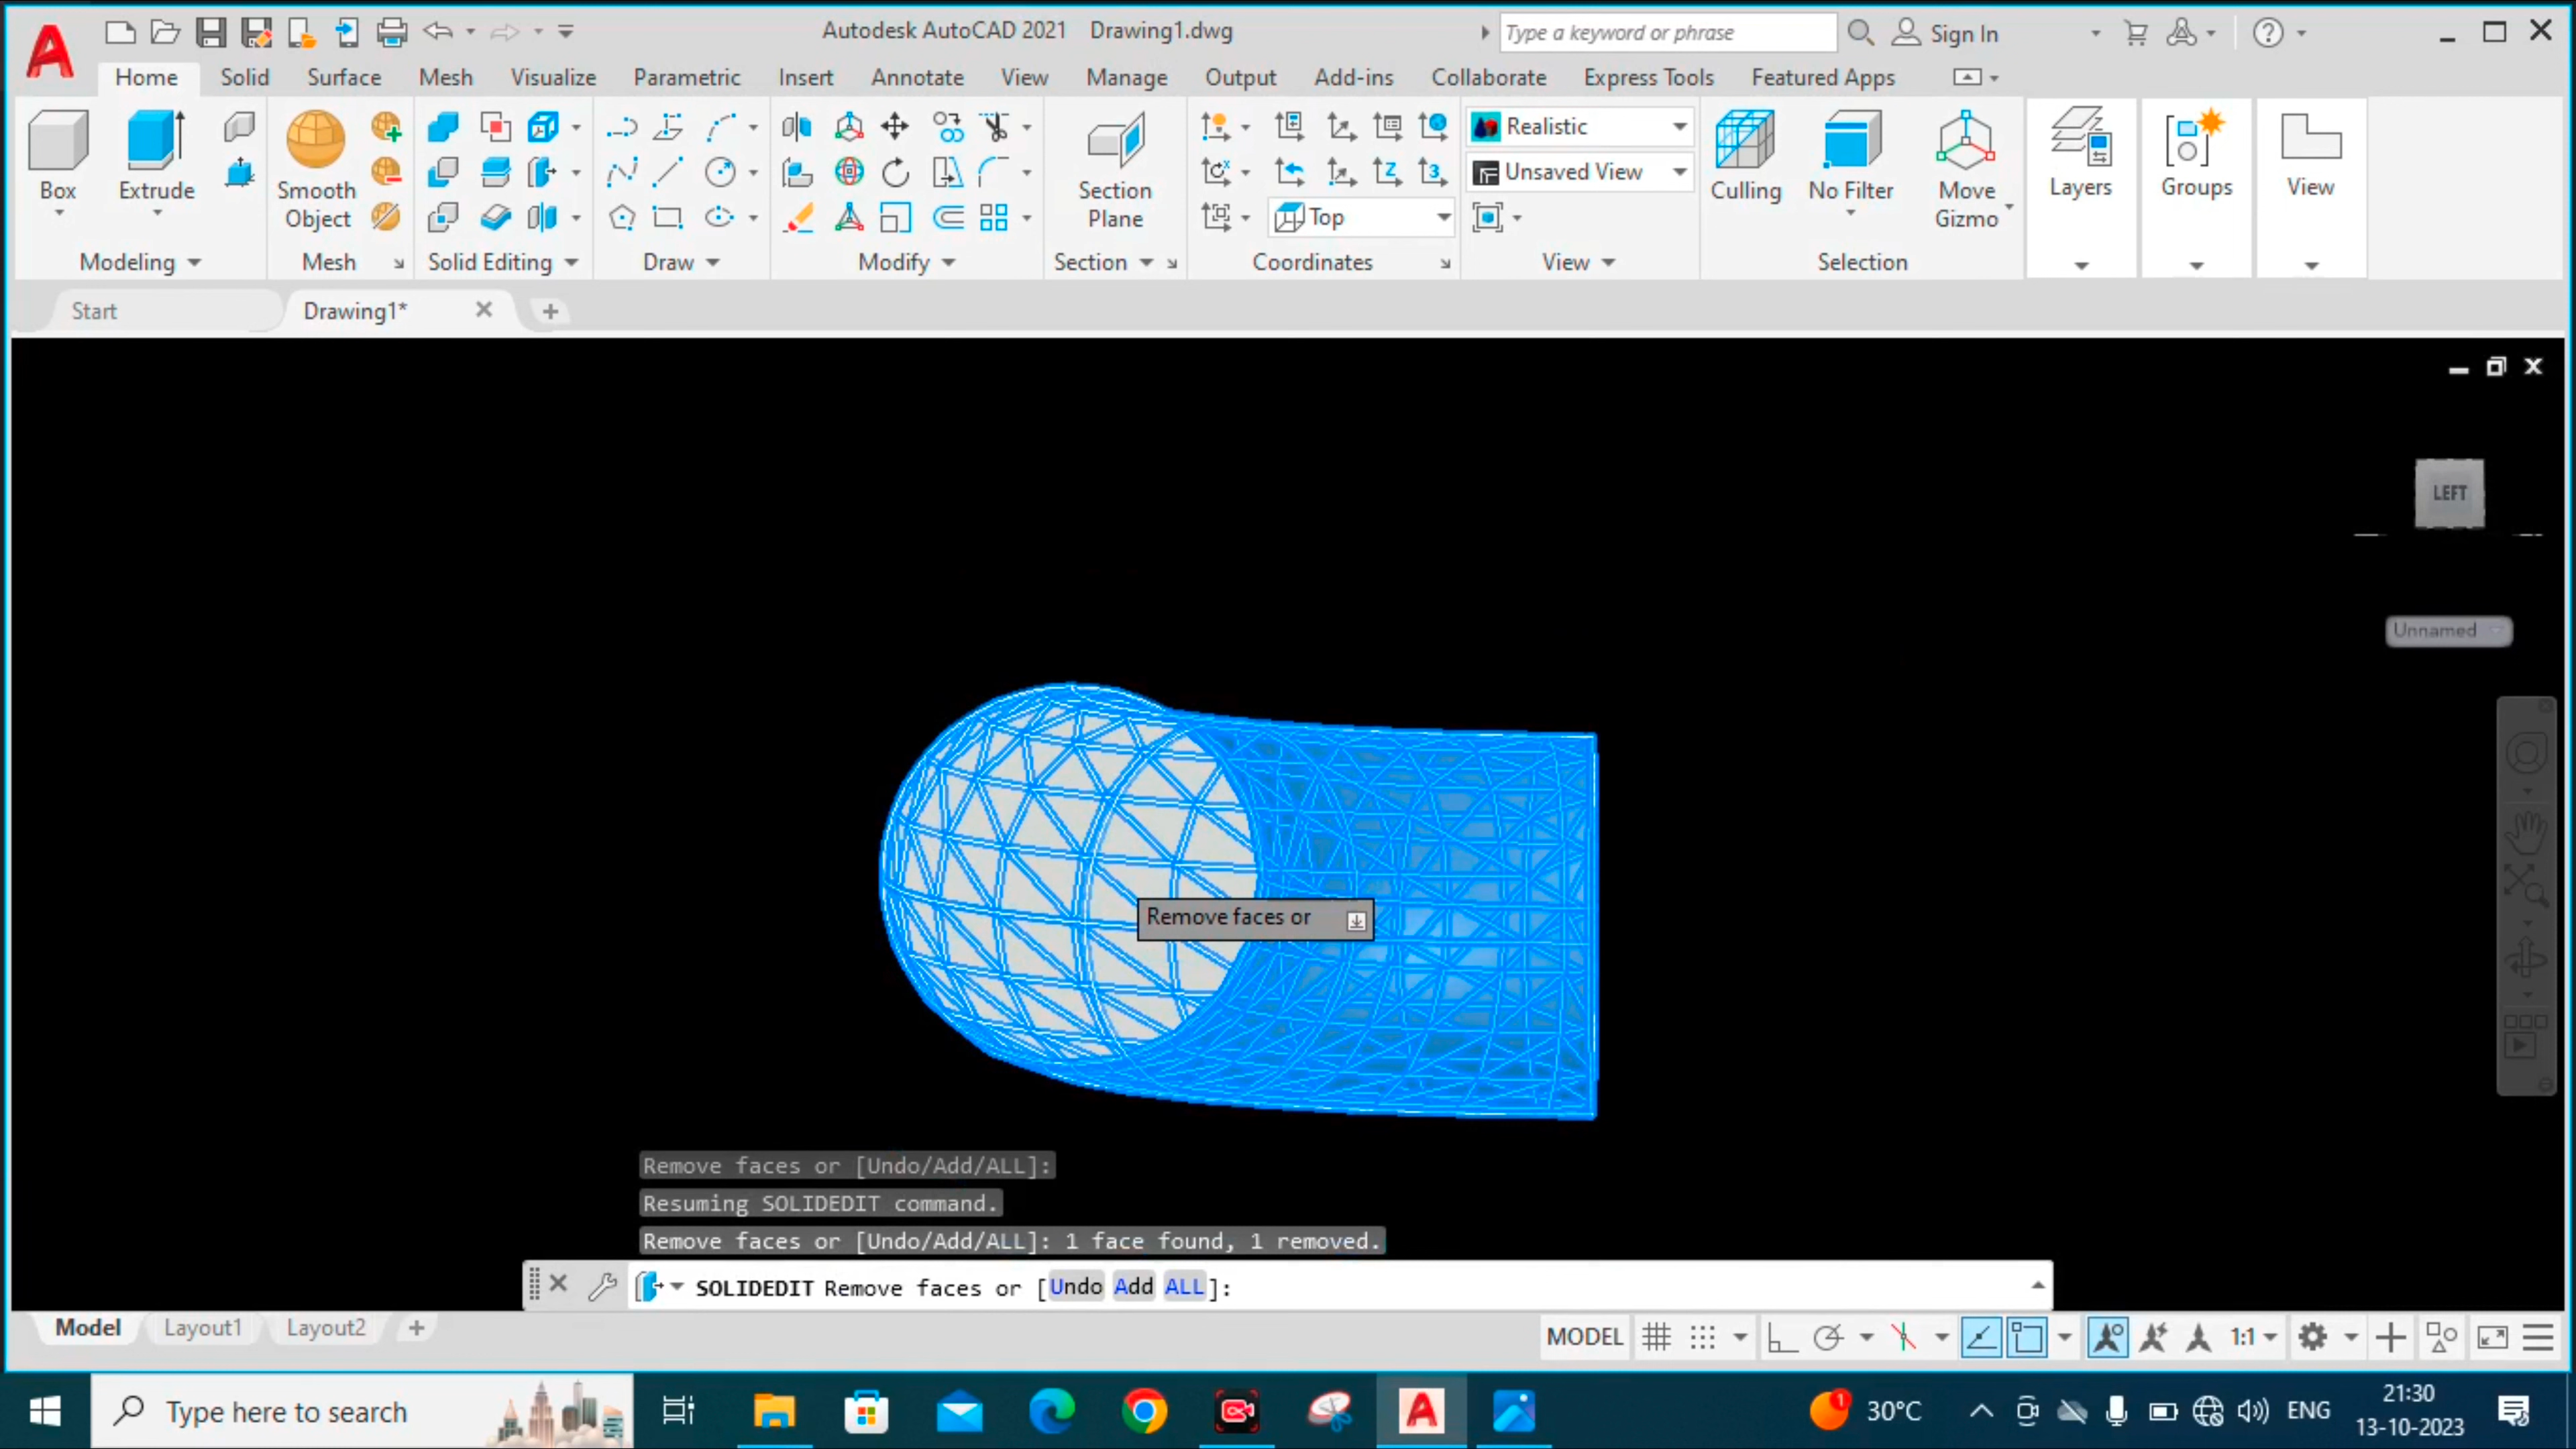 Autodesk AutoCAD 2021 Drawing1.dwg
Type a keyword or phrase
Sign In
Home Solid Surface Mesh Visualize Parametric Insert Annotate View Manage Output Add-ins Collaborate Express Tools Featured Apps
Box
Extrude
Smooth
Object
Section
Plane
Realistic
Unsaved View
Top
Culling
No Filter
Move
Gizmo
Layers
Groups
View
Modeling Mesh Solid Editing Draw Modify Section Coordinates View Selection
Start Drawing1*
LEFT
Unnamed
Remove faces or
Remove faces or [Undo/Add/ALL]:
Resuming SOLIDEDIT command.
Remove faces or [Undo/Add/ALL]: 1 face found, 1 removed.
SOLIDEDIT Remove faces or [Undo Add ALL]:
Model Layout1 Layout2
MODEL 1:1
Type here to search
1
30°C
ENG
21:30
13-10-2023